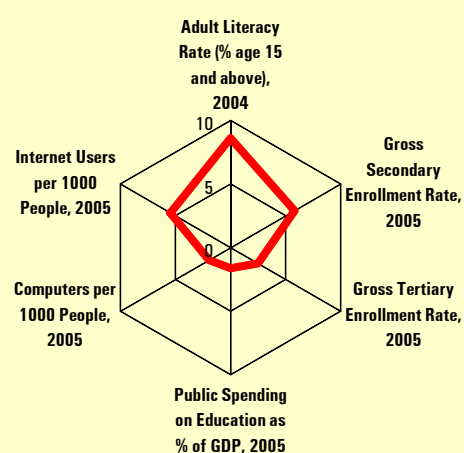 Adult Literacy
Rate (% age 15
and above),
2004
10
5
0
Gross
Secondary
Enrollment Rate,
2005
Gross Tertiary
Enrollment Rate,
2005
Public Spending
on Education as
% of GDP, 2005
Computers per
1000 People,
2005
Internet Users
per 1000
People, 2005